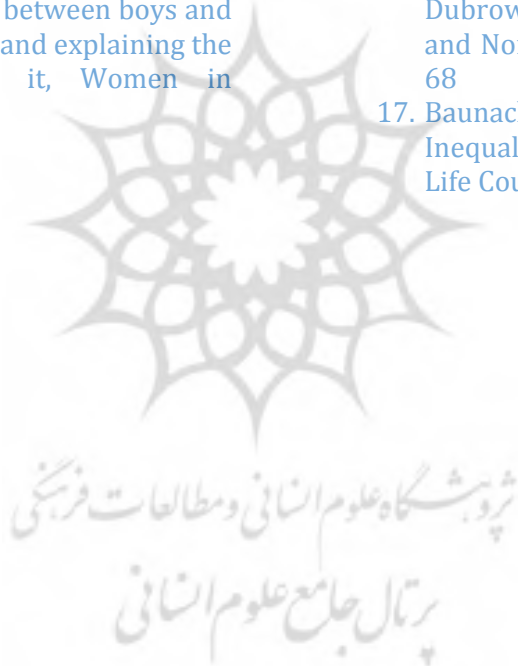 between boys and
and explaining the
it, Women in
Dubrow
and No
68
17. Baunac
Inequal
Life Cou
پژوهشگاه علوم انسانی و مطالعات فرهنگی
پرتال جامع علوم انسانی